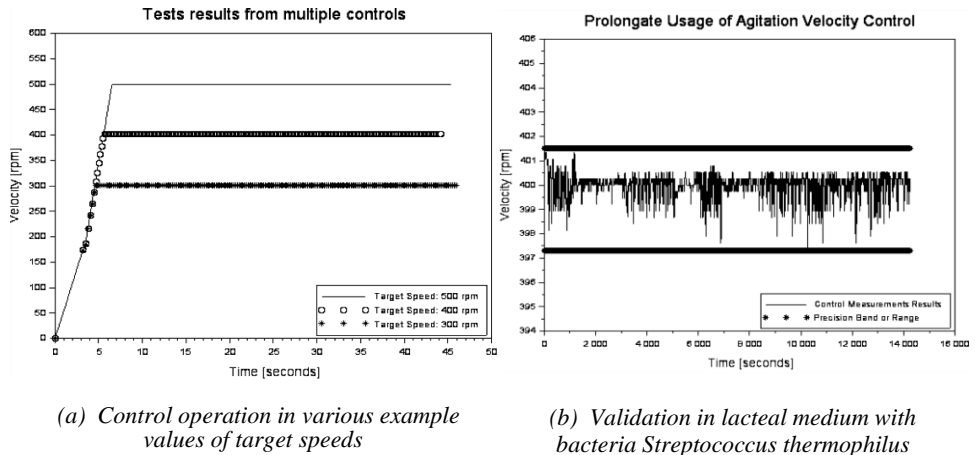 Tests results from multiple controls
Velocity [rpm]
600
550
500
450
400
350
300
250
200
150
100
50
0
0 5 10 15 20 25 30 35 40 45 50
Time [seconds]
Target Speed: 500 rpm
Target Speed: 400 rpm
Target Speed: 300 rpm
(a) Control operation in various example
values of target speeds
Prolongate Usage of Agitation Velocity Control
Velocity [rpm]
406
405
404
403
402
401
400
399
398
397
396
395
394
0 2 000 4 000 6 000 8 000 10 000 12 000 14 000 16 000
Time [seconds]
Control Measurements Results
Precision Band or Range
(b) Validation in lacteal medium with
bacteria Streptococcus thermophilus